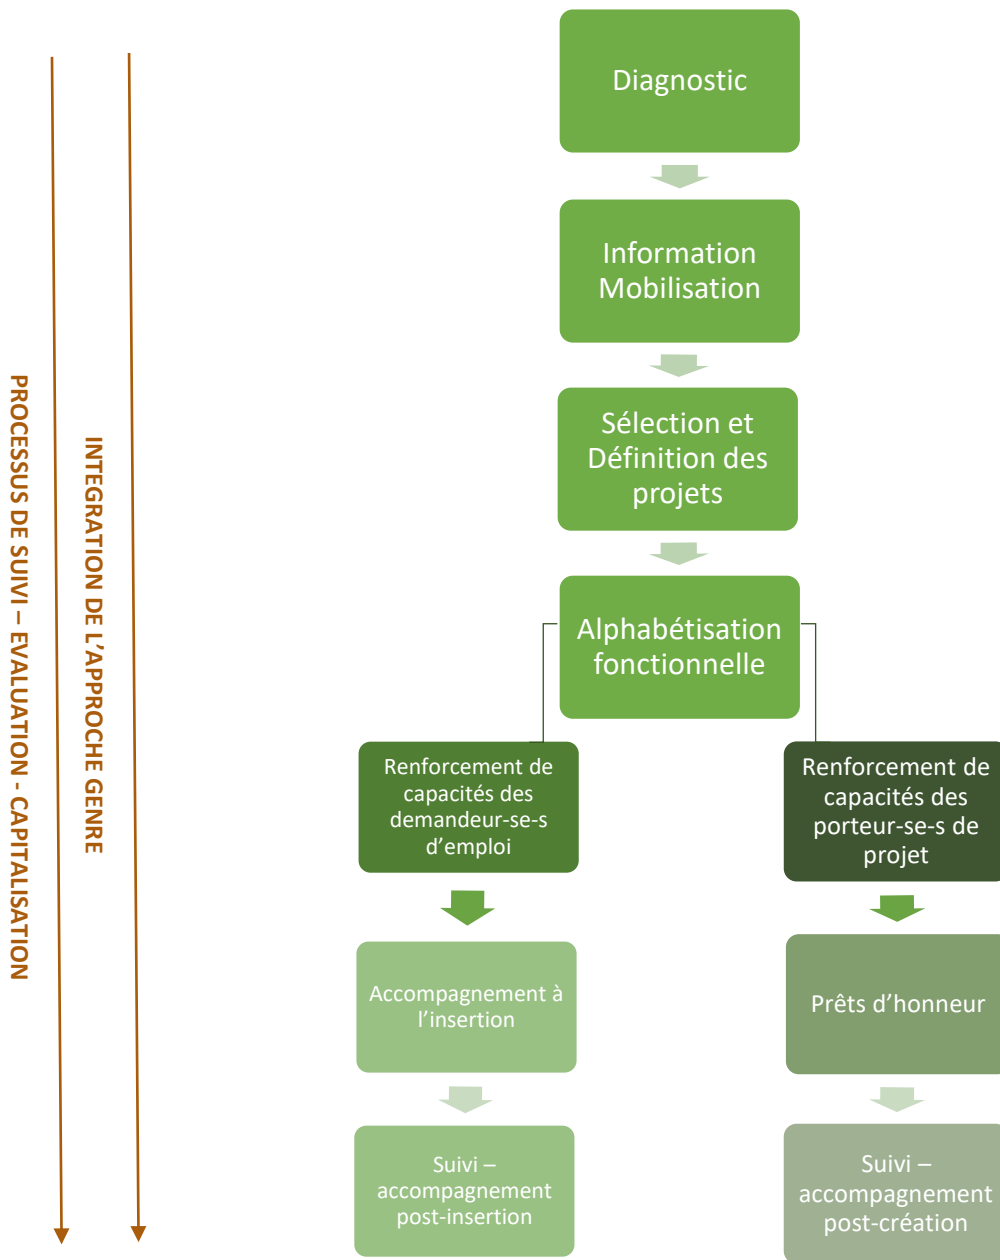 Diagnostic
Information
Mobilisation
Sélection et
Définition des
projets
Alphabétisation
fonctionnelle
Renforcement de
capacités des
demandeur-se-s
d’emploi
Renforcement de
capacités des
porteur-se-s de
projet
Accompagnement à
l’insertion
Prêts d’honneur
Suivi –
accompagnement
post-insertion
Suivi –
accompagnement
post-création
PROCESSUS DE SUIVI – EVALUATION - CAPITALISATION
INTEGRATION DE L’APPROCHE GENRE